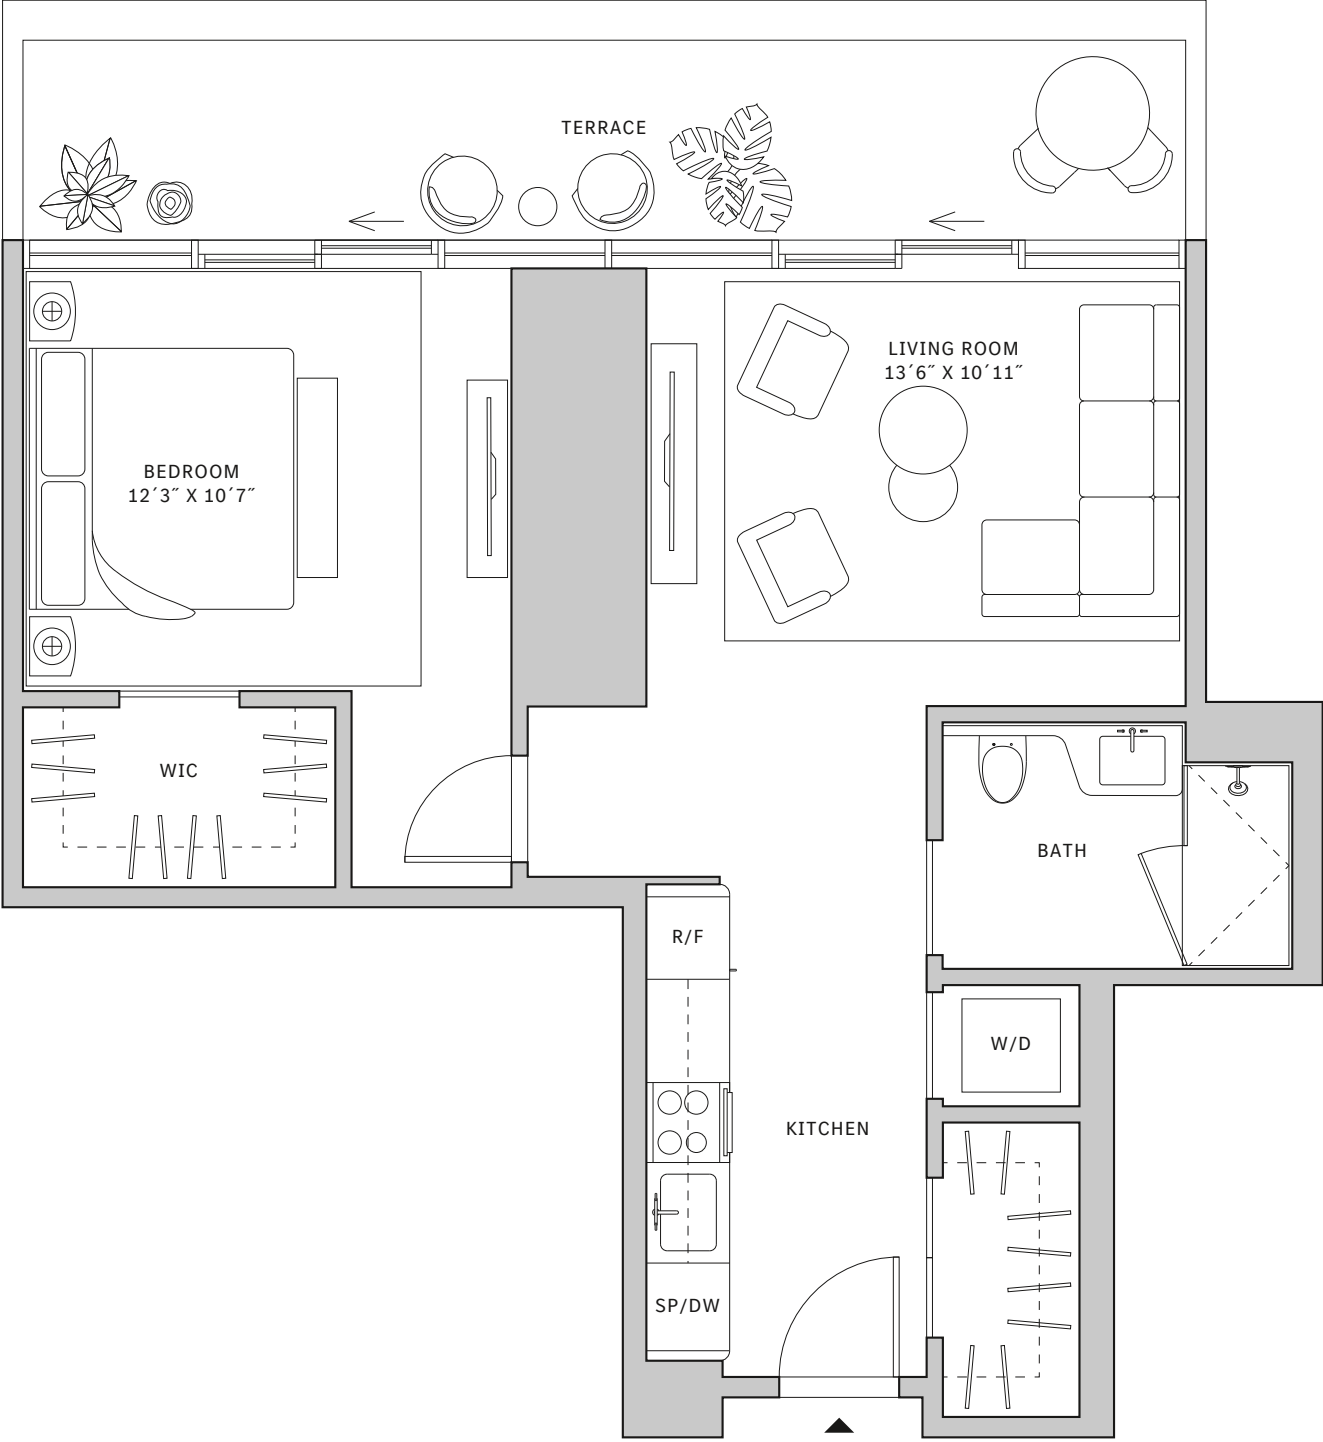 TERRACE
LIVING ROOM
13´6˝ X 10´11˝
BEDROOM
12´3˝ X 10´7˝
WIC
BATH
R/F
W/D
KITCHEN
SP/DW